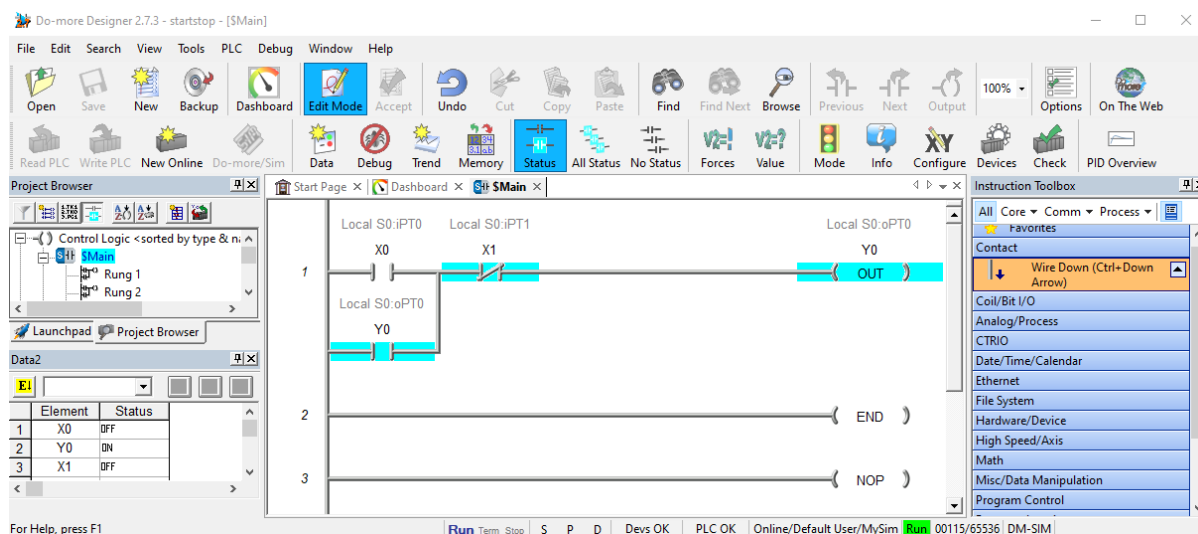 Do-more Designer 2.7.3 - startstop - [$Main]
File Edit Search View Tools PLC Debug Window Help
Open Save New Backup Dashboard Edit Mode Accept Undo Cut Copy Paste Find Find Next Browse Previous Next Output 100% Options On The Web
Read PLC Write PLC New Online Do-more/Sim Data Debug Trend Memory Status All Status No Status Forces Value Mode Info Configure Devices Check PID Overview
Project Browser
Start Page Dashboard $Main
Instruction Toolbox
All Core Comm Process
Control Logic <sorted by type & n
$Main
Rung 1
Rung 2
Launchpad Project Browser
Data2
Element Status
1 X0 OFF
2 Y0 ON
3 X1 OFF
Local S0:iPT0 Local S0:iPT1 Local S0:oPT0
X0 X1 Y0
1 OUT
Local S0:oPT0
Y0
2 END
3 NOP
Favorites
Contact
Wire Down (Ctrl+Down
Arrow)
Coil/Bit I/O
Analog/Process
CTRIO
Date/Time/Calendar
Ethernet
File System
Hardware/Device
High Speed/Axis
Math
Misc/Data Manipulation
Program Control
For Help, press F1
Run Term Stop S P D Devs OK PLC OK Online/Default User/MySim Run 00115/65536 DM-SIM